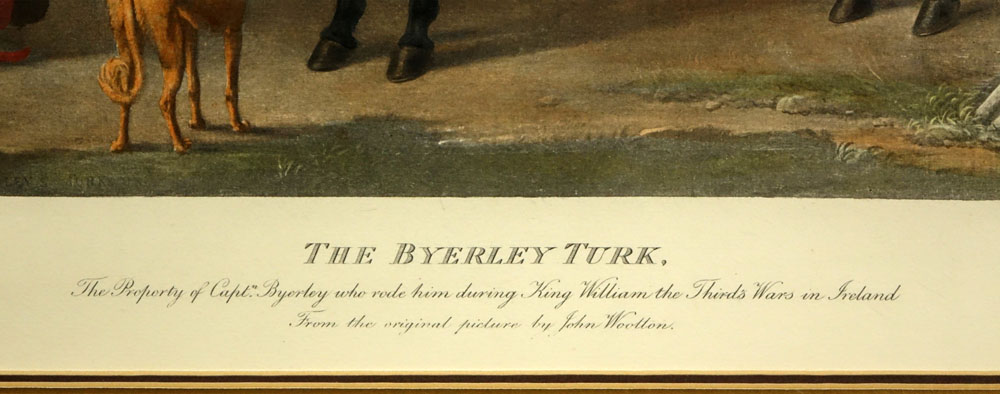 THE BYERLEY TURK.
The Property of Capt.ⁿ Byerley who rode him during King William the Third's Wars in Ireland
From the original picture by John Wootton.